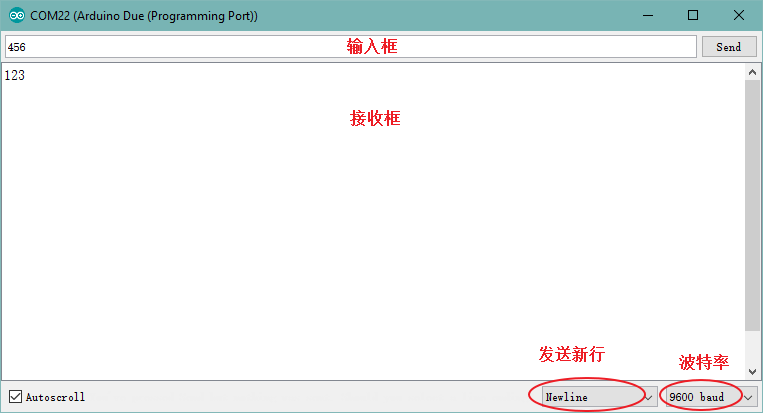 COM22 (Arduino Due (Programming Port))
456
输入框
Send
123
接收框
发送新行
波特率
Autoscroll
Newline
9600 baud